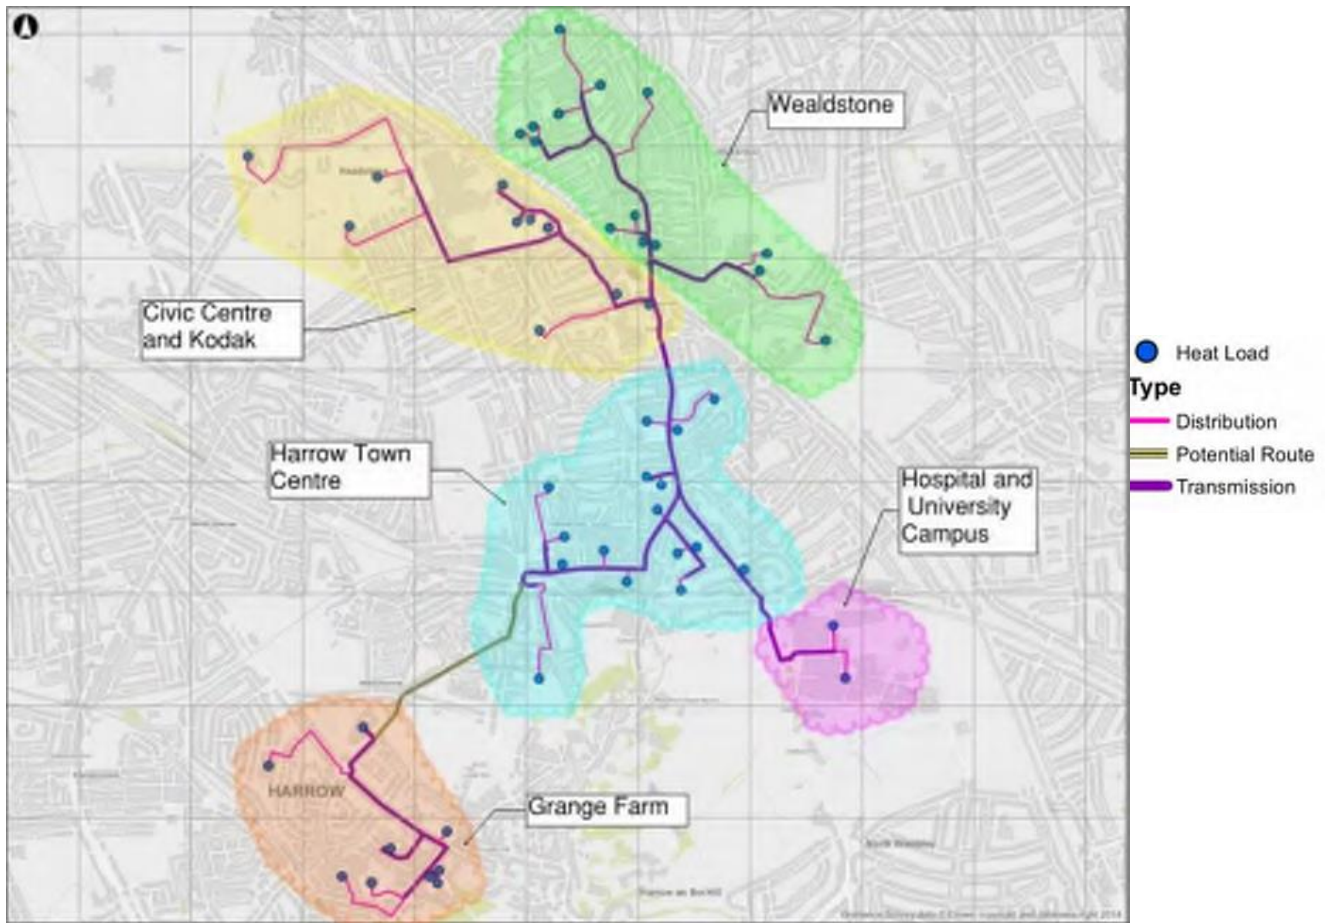 Wealdstone
Civic Centre
and Kodak
Harrow Town
Centre
Hospital and
University
Campus
HARROW
Grange Farm
Heat Load
Type
Distribution
Potential Route
Transmission